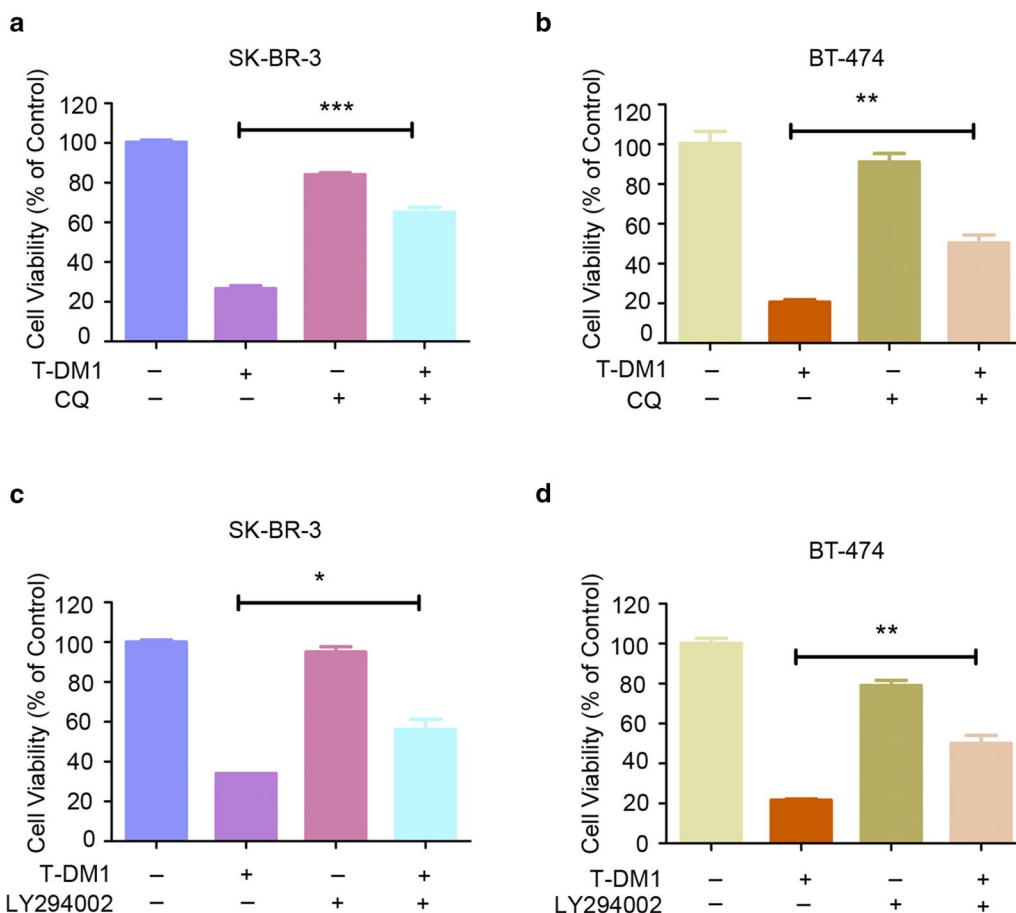 a
SK-BR-3
***
Cell Viability (% of Control)
120
100
80
60
40
20
0
T-DM1 – + – +
CQ – – + +
b
BT-474
**
Cell Viability (% of Control)
120
100
80
60
40
20
0
T-DM1 – + – +
CQ – – + +
c
SK-BR-3
*
Cell Viability (% of Control)
120
100
80
60
40
20
0
T-DM1 – + – +
LY294002 – – + +
d
BT-474
**
Cell Viability (% of Control)
120
100
80
60
40
20
0
T-DM1 – + – +
LY294002 – – + +